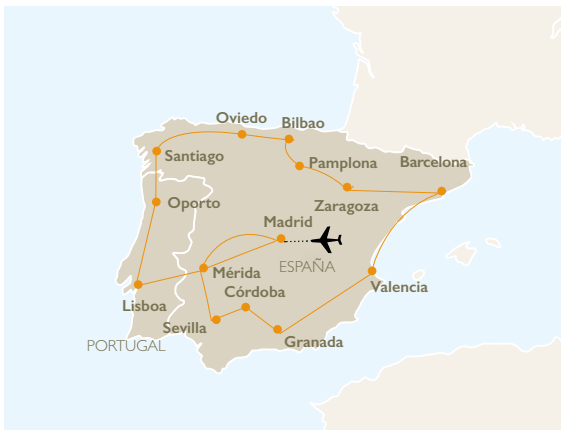 Oviedo
Bilbao
Santiago
Pamplona
Barcelona
Oporto
Zaragoza
Madrid
ESPAÑA
Mérida
Córdoba
Valencia
Lisboa
Sevilla
Granada
PORTUGAL